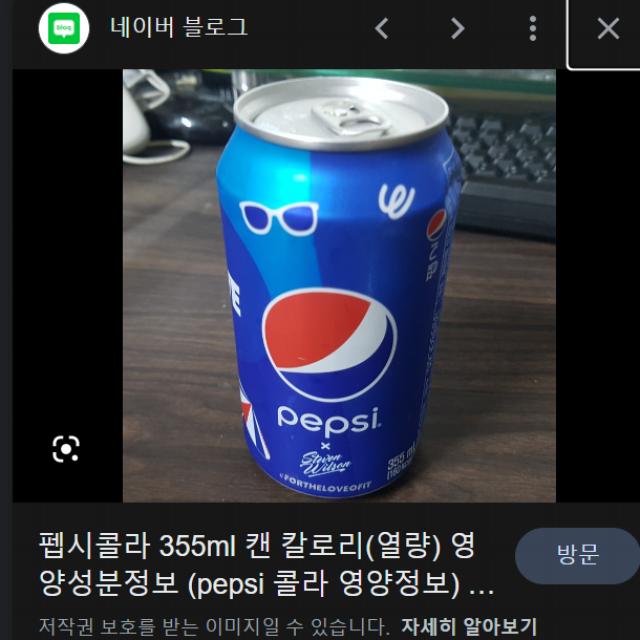 blog
네이버 블로그
TE
pepsi
x
Steven
Wilson
#FORTHELOVEOFIT
355 ml
펩시콜라 355ml 캔 칼로리(열량) 영
양성분정보 (pepsi 콜라 영양정보) ...
방문
저작권 보호를 받는 이미지일 수 있습니다. 자세히 알아보기